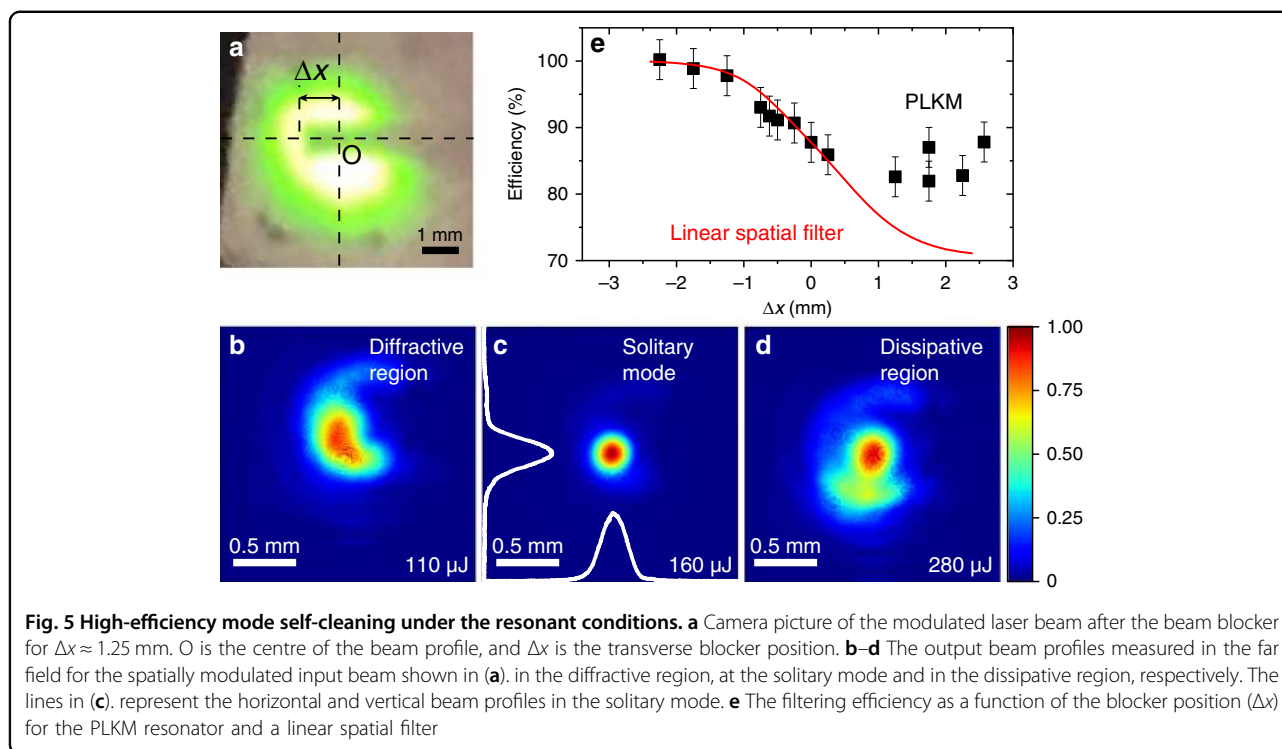 a
Δx
O
1 mm
e
100
90
80
70
Efficiency (%)
PLKM
Linear spatial filter
−3 −2 −1 0 1 2 3
Δx (mm)
b
Diffractive
region
0.5 mm
110 μJ
c
Solitary
mode
160 μJ
d
Dissipative
region
0.5 mm
280 μJ
1.00
0.75
0.50
0.25
0
Fig. 5 High-efficiency mode self-cleaning under the resonant conditions. a Camera picture of the modulated laser beam after the beam blocker
for Δx ≈ 1.25 mm. O is the centre of the beam profile, and Δx is the transverse blocker position. b–d The output beam profiles measured in the far
field for the spatially modulated input beam shown in (a). in the diffractive region, at the solitary mode and in the dissipative region, respectively. The
lines in (c). represent the horizontal and vertical beam profiles in the solitary mode. e The filtering efficiency as a function of the blocker position (Δx)
for the PLKM resonator and a linear spatial filter